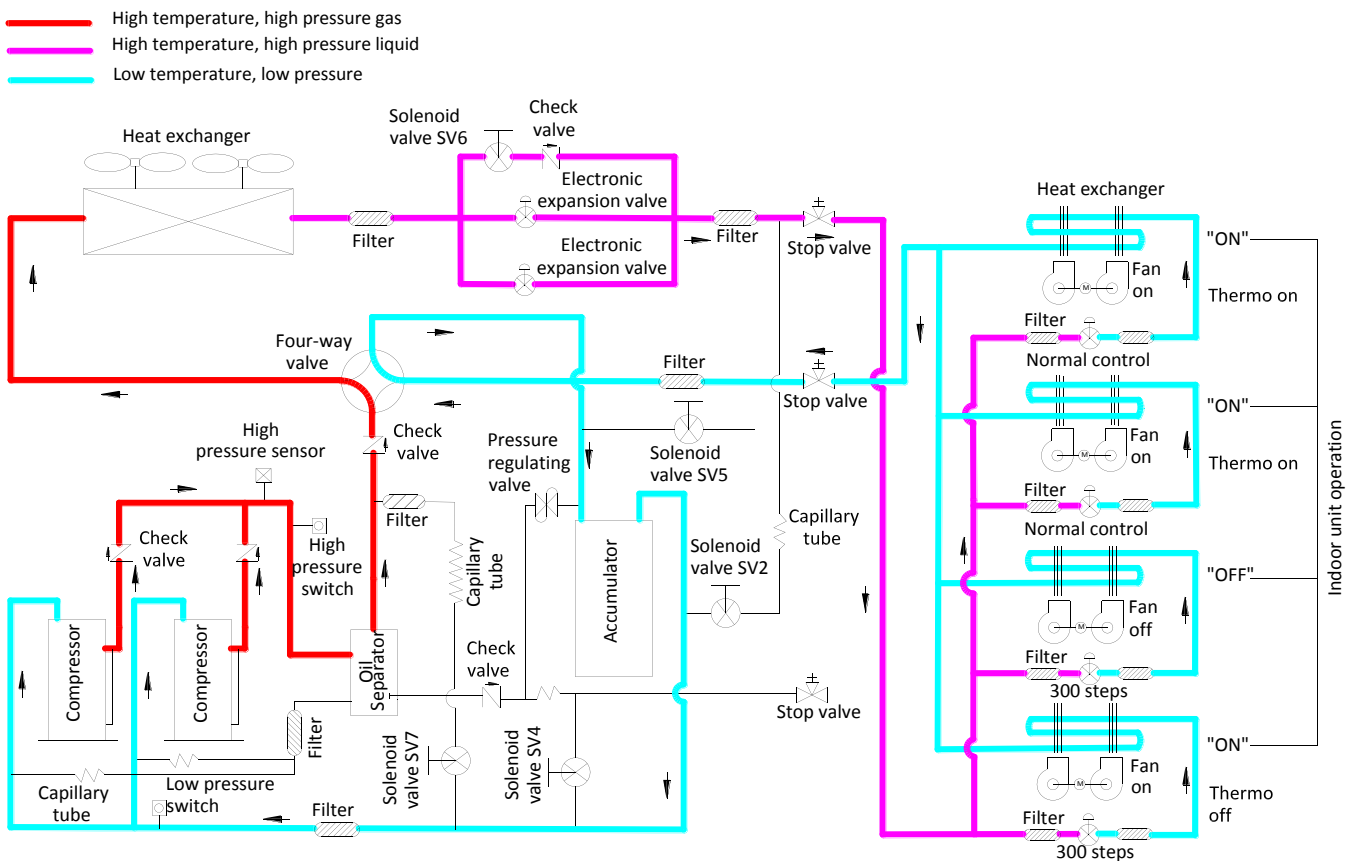 High temperature, high pressure gas
High temperature, high pressure liquid
Low temperature, low pressure
Heat exchanger
Solenoid
valve SV6
Check
valve
Electronic
expansion valve
Filter
Filter
Electronic
expansion valve
Stop valve
Four-way
valve
Filter
Stop valve
High
pressure sensor
Check
valve
Pressure
regulating
valve
Solenoid
valve SV5
Check
valve
High
pressure
switch
Filter
Capillary
tube
Capillary
tube
Solenoid
valve SV2
Accumulator
Compressor
Compressor
Oil
Separator
Check
valve
Stop valve
Filter
Solenoid
valve SV7
Solenoid
valve SV4
Capillary
tube
Low pressure
switch
Filter
Heat exchanger
"ON"
Fan
on
M
Thermo on
Filter
Normal control
"ON"
Fan
on
M
Thermo on
Filter
Normal control
"OFF"
Fan
off
M
Filter
300 steps
"ON"
Fan
on
M
Thermo
off
Filter
300 steps
Indoor unit operation